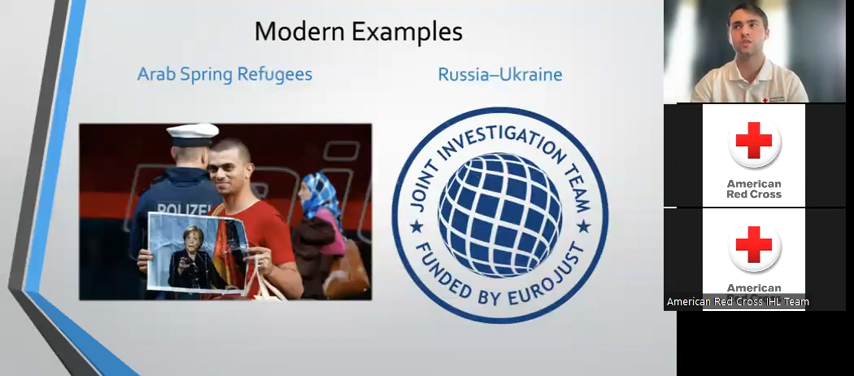 Modern Examples
Arab Spring Refugees
Russia–Ukraine
POLIZEI
JOINT INVESTIGATION TEAM
FUNDED BY EUROJUST
American
Red Cross
American
American Red Cross IHL Team